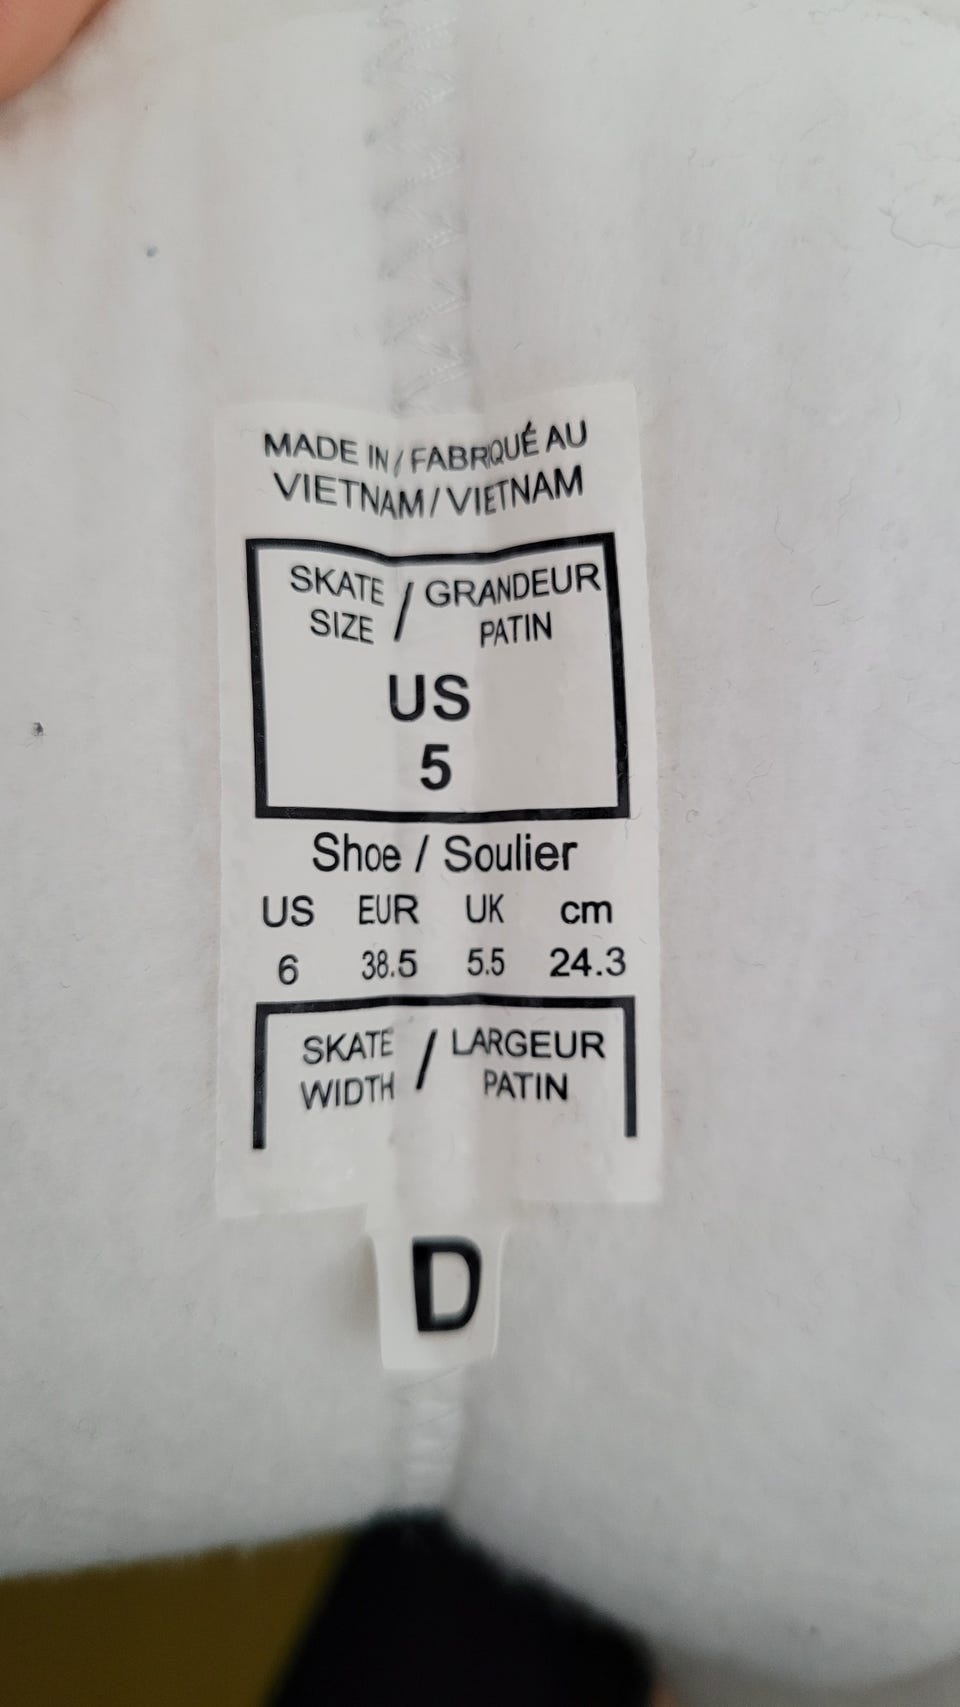 MADE IN / FABRIQUÉ AU
VIETNAM / VIETNAM
SKATE / GRANDEUR
SIZE PATIN
US
5
Shoe / Soulier
US EUR UK cm
6 38.5 5.5 24.3
SKATE / LARGEUR
WIDTH PATIN
D